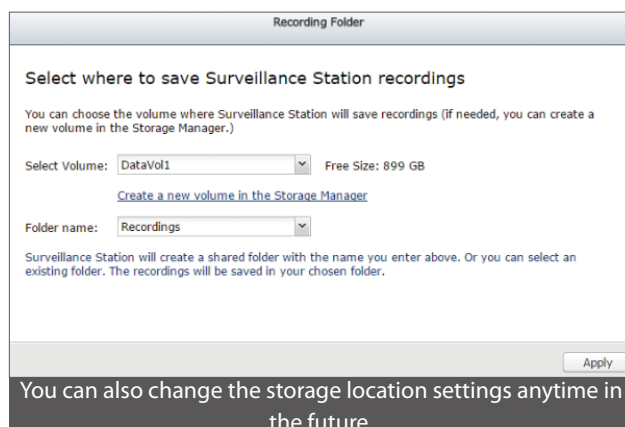 Recording Folder
Select where to save Surveillance Station recordings
You can choose the volume where Surveillance Station will save recordings (if needed, you can create a
new volume in the Storage Manager.)
Select Volume: DataVol1 Free Size: 899 GB
Create a new volume in the Storage Manager
Folder name: Recordings
Surveillance Station will create a shared folder with the name you enter above. Or you can select an
existing folder. The recordings will be saved in your chosen folder.
Apply
You can also change the storage location settings anytime in
the future